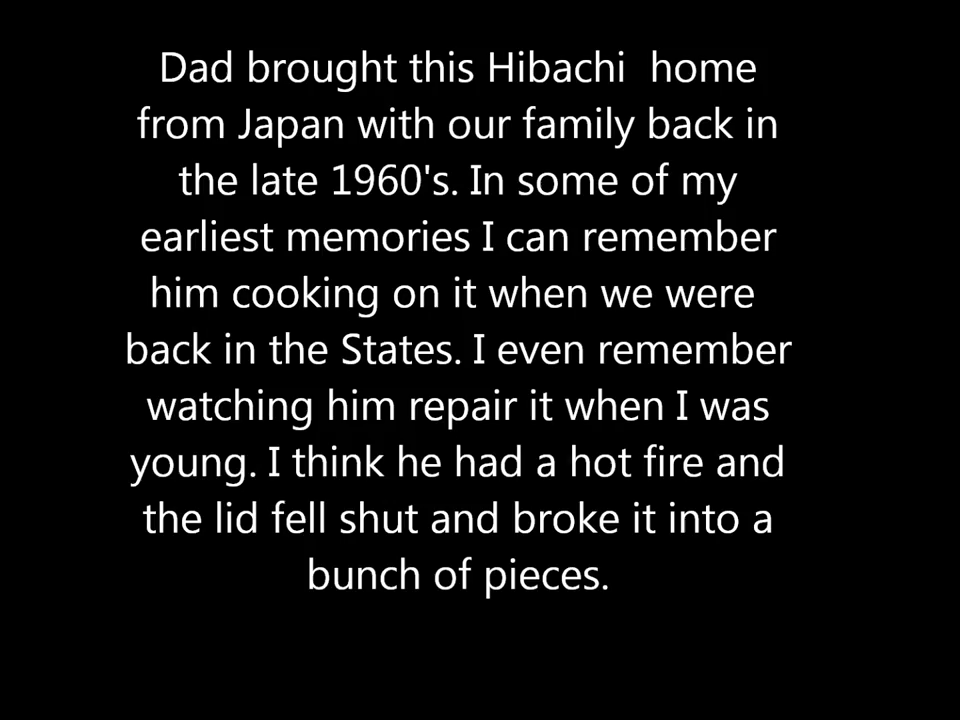 Dad brought this Hibachi  home
from Japan with our family back in
the late 1960's. In some of my
earliest memories I can remember
him cooking on it when we were
back in the States. I even remember
watching him repair it when I was
young. I think he had a hot fire and
the lid fell shut and broke it into a
bunch of pieces.